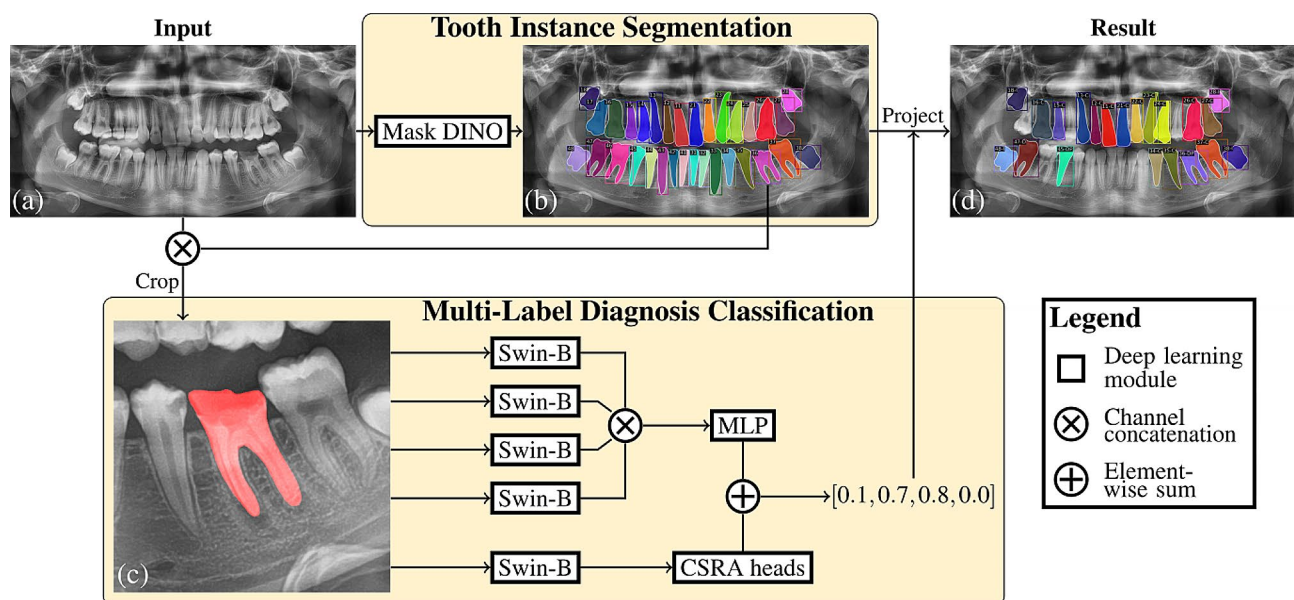 Input
Tooth Instance Segmentation
Result
Mask DINO
Project
(a)
(b)
(d)
Crop
Multi-Label Diagnosis Classification
Swin-B
Swin-B
Swin-B
Swin-B
MLP
[0.1, 0.7, 0.8, 0.0]
Swin-B
CSRA heads
(c)
Legend
Deep learning
module
Channel
concatenation
Element-
wise sum